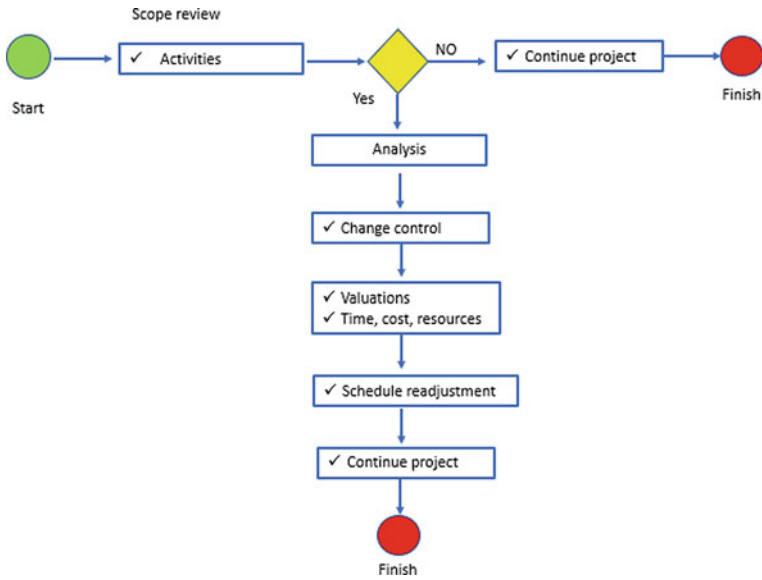 Scope review
✓ Activities
NO
✓ Continue project
Start
Yes
Finish
Analysis
✓ Change control
✓ Valuations
✓ Time, cost, resources
✓ Schedule readjustment
✓ Continue project
Finish